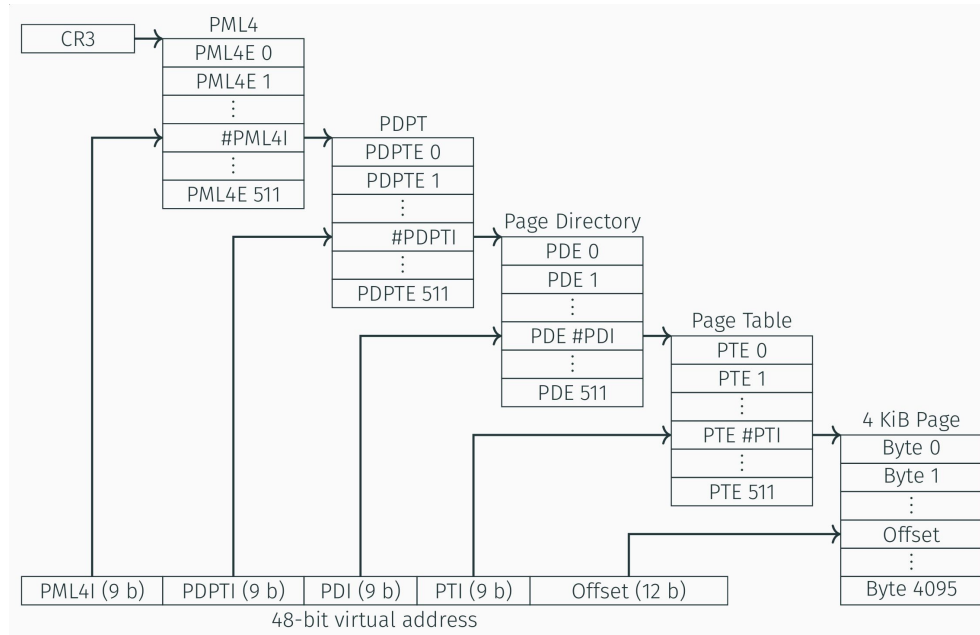 CR3
PML4
PML4E 0
PML4E 1
⋮
#PML4I
⋮
PML4E 511
PDPT
PDPTE 0
PDPTE 1
⋮
#PDPTI
⋮
PDPTE 511
Page Directory
PDE 0
PDE 1
⋮
PDE #PDI
⋮
PDE 511
Page Table
PTE 0
PTE 1
⋮
PTE #PTI
⋮
PTE 511
4 KiB Page
Byte 0
Byte 1
⋮
Offset
⋮
Byte 4095
PML4I (9 b) PDPTI (9 b) PDI (9 b) PTI (9 b) Offset (12 b)
48-bit virtual address